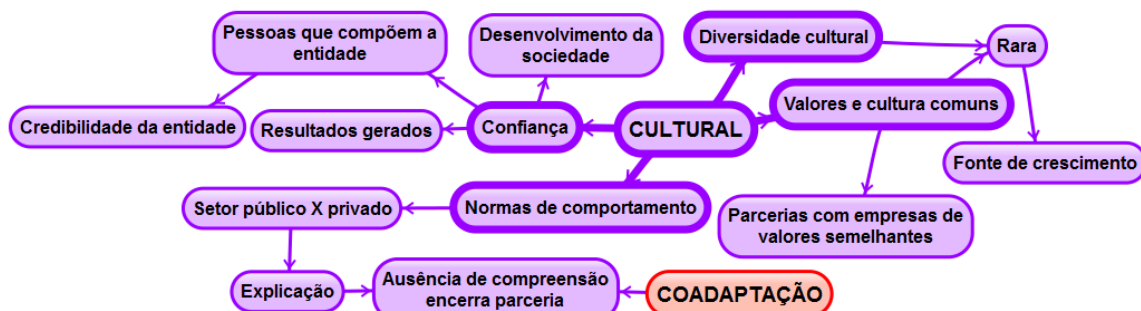 Pessoas que compõem a
entidade
Desenvolvimento da
sociedade
Diversidade cultural
Rara
Credibilidade da entidade
Resultados gerados
Confiança
CULTURAL
Valores e cultura comuns
Fonte de crescimento
Setor público X privado
Normas de comportamento
Parcerias com empresas de
valores semelhantes
Explicação
Ausência de compreensão
encerra parceria
COADAPTAÇÃO